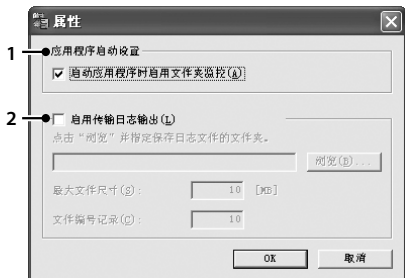 属性
1
应用程序启动设置
启动应用程序时启用文件夹监控(A)
2
启用传输日志输出(L)
点击“浏览”并指定保存日志文件的文件夹。
浏览(B)...
最大文件尺寸(S): 10 [MB]
文件编号记录(C): 10
OK 取消